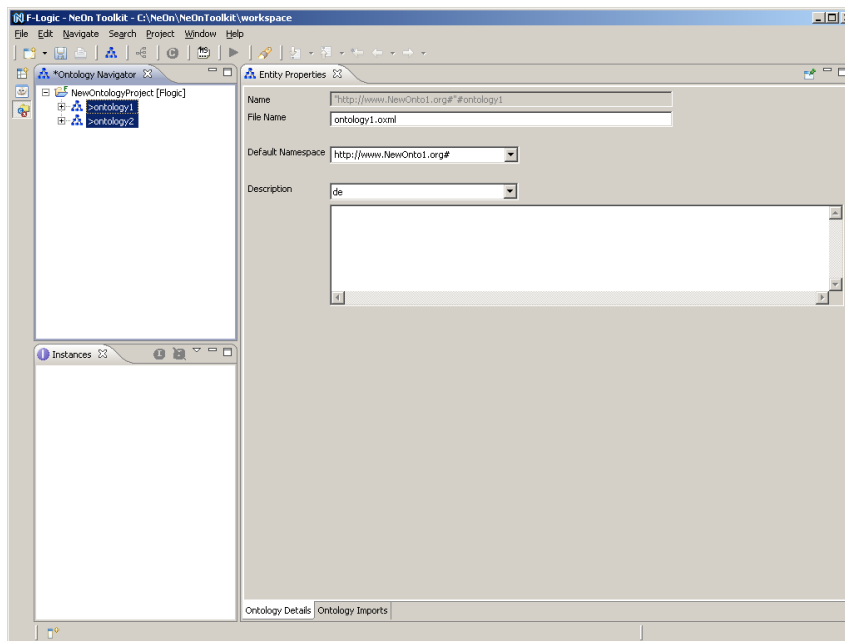 F-Logic - NeOn Toolkit - C:\NeOn\NeOnToolkit\workspace
File Edit Navigate Search Project Window Help
*Ontology Navigator
NewOntologyProject [Flogic]
>ontology1
>ontology2
Instances
Entity Properties
Name "http://www.NewOnto1.org#"#ontology1
File Name ontology1.oxml
Default Namespace http://www.NewOnto1.org#
Description de
Ontology Details Ontology Imports